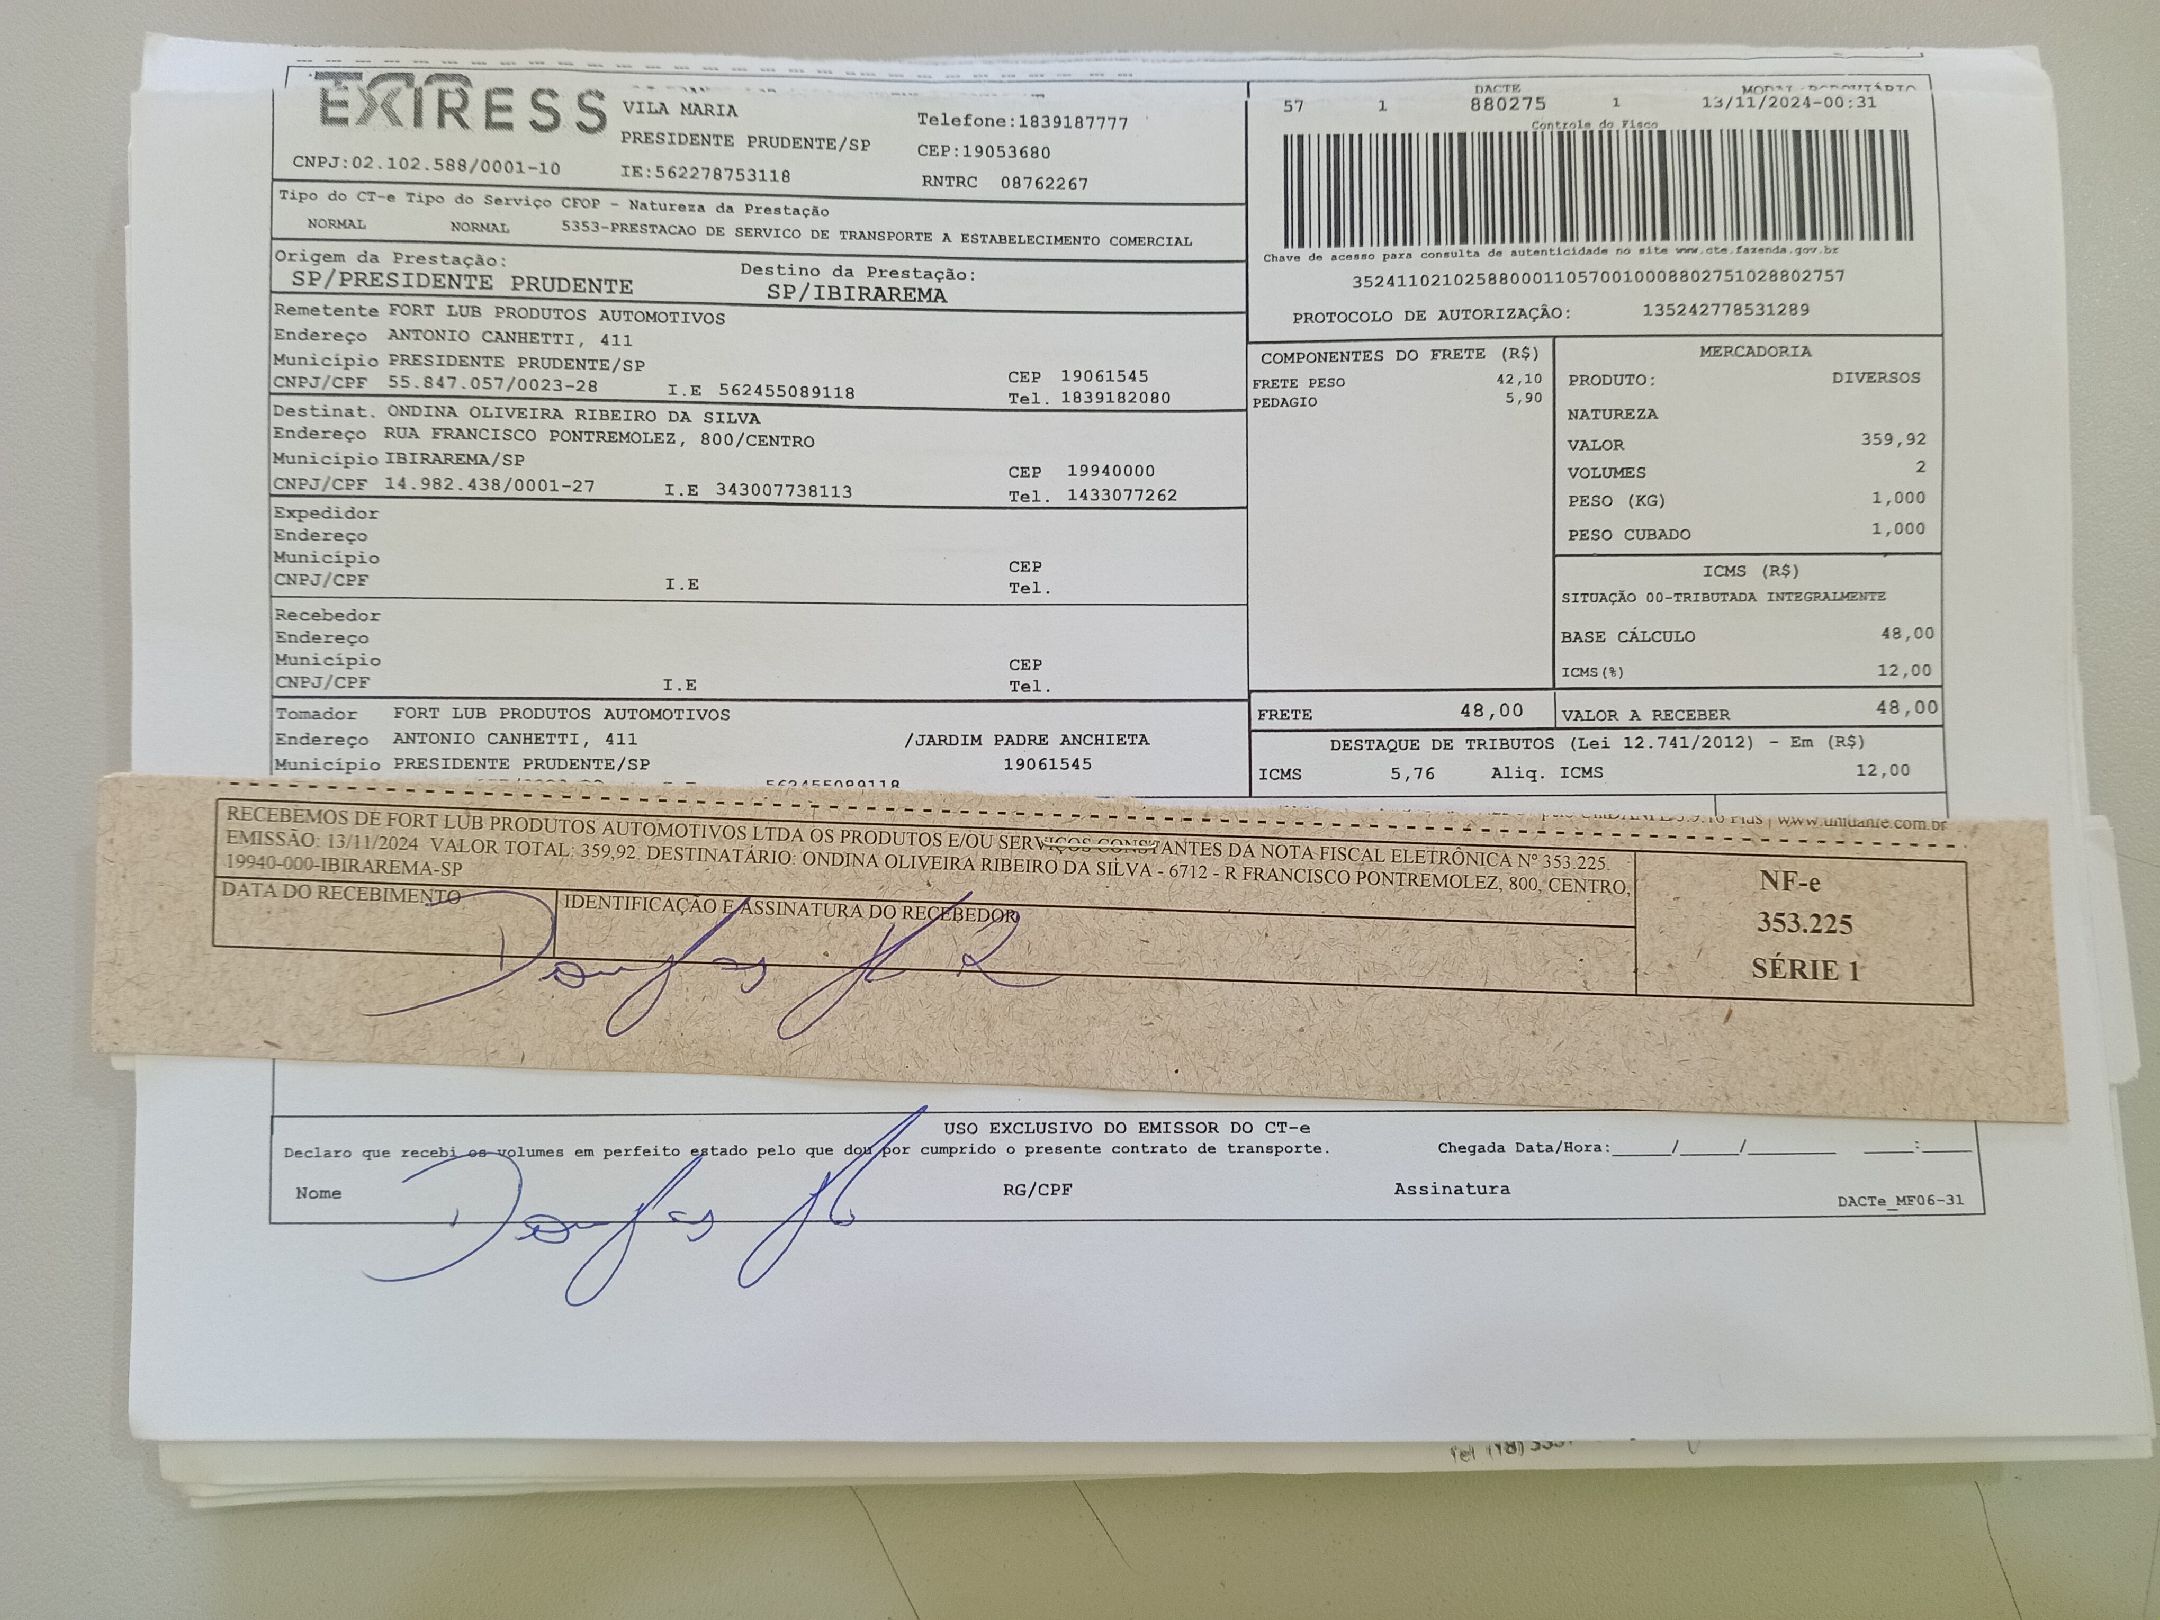 EXPRESS
VILA MARIA
Telefone:1839187777
PRESIDENTE PRUDENTE/SP
CEP:19053680
CNPJ:02.102.588/0001-10 IE:562278753118
RNTRC 08762267
DACTE
57 1 880275 1 13/11/2024-00:31
Controle do Fisco
Chave de acesso para consulta de autenticidade no site www.cte.fazenda.gov.br
35241102102588000110570010008802751028802757
PROTOCOLO DE AUTORIZAÇÃO: 135242778531289
Tipo do CT-e Tipo do Serviço CFOP - Natureza da Prestação
NORMAL NORMAL 5353-PRESTACAO DE SERVICO DE TRANSPORTE A ESTABELECIMENTO COMERCIAL
Origem da Prestação: Destino da Prestação:
SP/PRESIDENTE PRUDENTE SP/IBIRAREMA
Remetente FORT LUB PRODUTOS AUTOMOTIVOS
Endereço ANTONIO CANHETTI, 411
Município PRESIDENTE PRUDENTE/SP CEP 19061545
CNPJ/CPF 55.847.057/0023-28 I.E 562455089118 Tel. 1839182080
Destinat. ONDINA OLIVEIRA RIBEIRO DA SILVA
Endereço RUA FRANCISCO PONTREMOLEZ, 800/CENTRO
Município IBIRAREMA/SP CEP 19940000
CNPJ/CPF 14.982.438/0001-27 I.E 343007738113 Tel. 1433077262
Expedidor
Endereço
Município CEP
CNPJ/CPF I.E Tel.
Recebedor
Endereço
Município CEP
CNPJ/CPF I.E Tel.
Tomador FORT LUB PRODUTOS AUTOMOTIVOS
Endereço ANTONIO CANHETTI, 411 /JARDIM PADRE ANCHIETA
Município PRESIDENTE PRUDENTE/SP 19061545
562455089118
COMPONENTES DO FRETE (R$)
FRETE PESO 42,10
PEDAGIO 5,90
MERCADORIA
PRODUTO: DIVERSOS
NATUREZA
VALOR 359,92
VOLUMES 2
PESO (KG) 1,000
PESO CUBADO 1,000
ICMS (R$)
SITUAÇÃO 00-TRIBUTADA INTEGRALMENTE
BASE CÁLCULO 48,00
ICMS(%) 12,00
FRETE 48,00 VALOR A RECEBER 48,00
DESTAQUE DE TRIBUTOS (Lei 12.741/2012) - Em (R$)
ICMS 5,76 Aliq. ICMS 12,00
Plus | www.unidanfe.com.br
RECEBEMOS DE FORT LUB PRODUTOS AUTOMOTIVOS LTDA OS PRODUTOS E/OU SERVIÇOS CONSTANTES DA NOTA FISCAL ELETRÔNICA Nº 353.225.
EMISSÃO: 13/11/2024 VALOR TOTAL: 359,92 DESTINATÁRIO: ONDINA OLIVEIRA RIBEIRO DA SILVA - 6712 - R FRANCISCO PONTREMOLEZ, 800, CENTRO,
19940-000-IBIRAREMA-SP
DATA DO RECEBIMENTO IDENTIFICAÇÃO E ASSINATURA DO RECEBEDOR
Douglas
NF-e
353.225
SÉRIE 1
USO EXCLUSIVO DO EMISSOR DO CT-e
Declaro que recebi os volumes em perfeito estado pelo que dou por cumprido o presente contrato de transporte. Chegada Data/Hora:_____/_____/________ _____:_____
Nome RG/CPF Assinatura
DACTe_MF06-31
Douglas